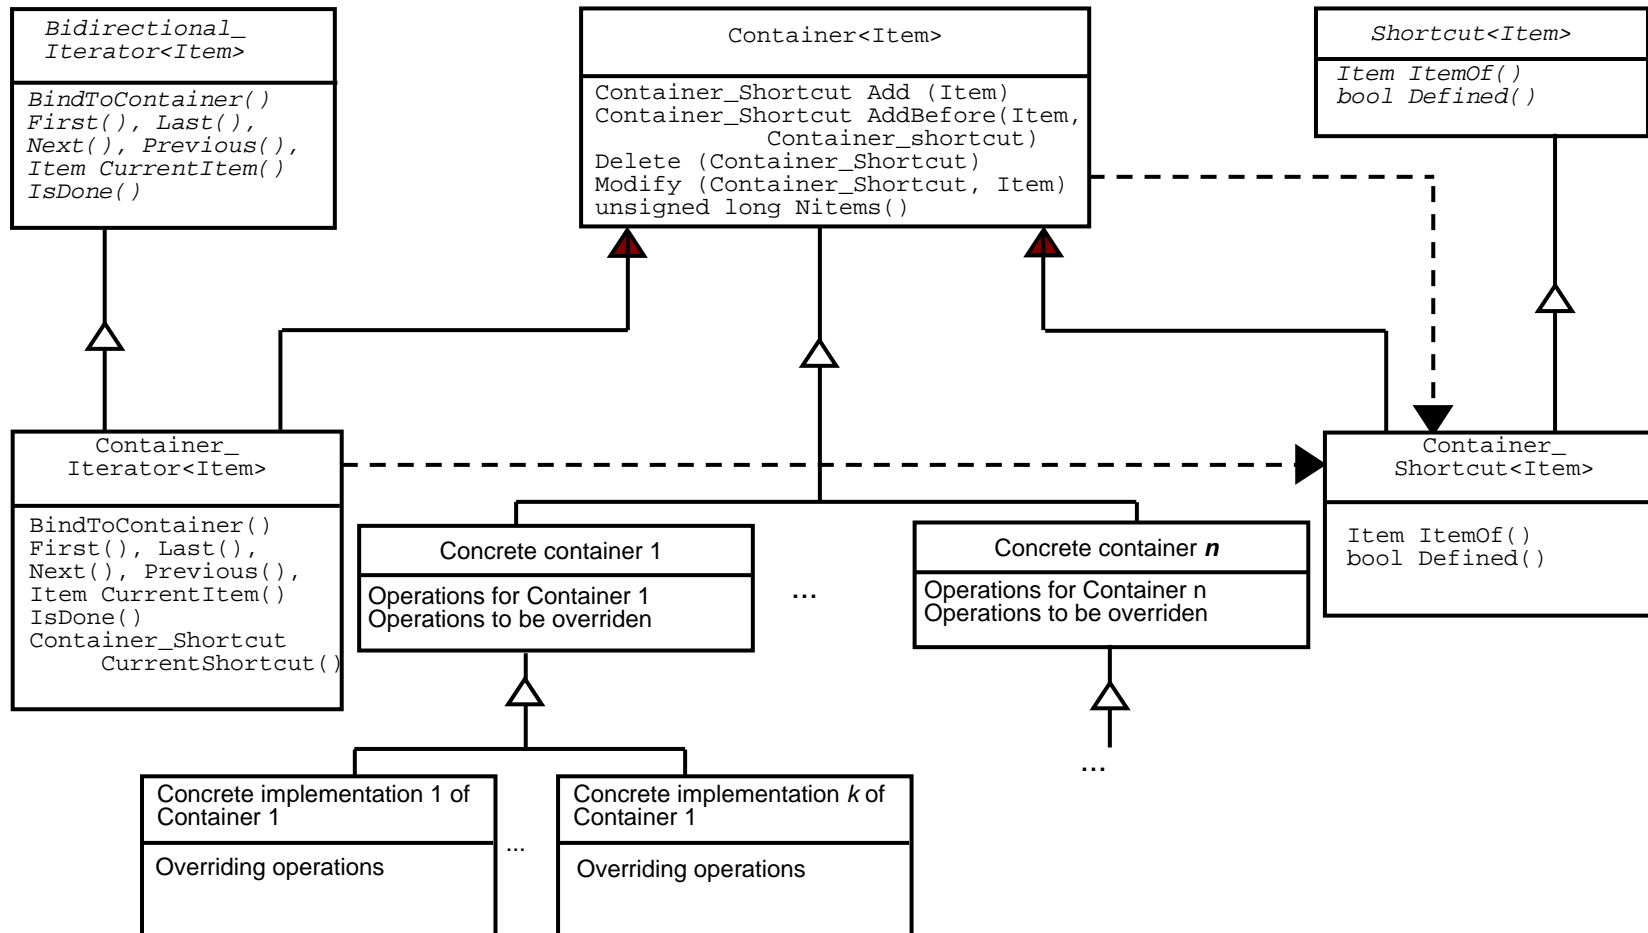 Bidirectional_
Iterator<Item>
BindToContainer()
First(), Last(),
Next(), Previous(),
Item CurrentItem()
IsDone()
Container<Item>
Container_Shortcut Add (Item)
Container_Shortcut AddBefore(Item,
Container_shortcut)
Delete (Container_Shortcut)
Modify (Container_Shortcut, Item)
unsigned long Nitems()
Shortcut<Item>
Item ItemOf()
bool Defined()
Container_
Iterator<Item>
BindToContainer()
First(), Last(),
Next(), Previous(),
Item CurrentItem()
IsDone()
Container_Shortcut
CurrentShortcut()
Concrete container 1
Operations for Container 1
Operations to be overriden
...
Concrete container n
Operations for Container n
Operations to be overriden
Container_
Shortcut<Item>
Item ItemOf()
bool Defined()
...
Concrete implementation 1 of
Container 1
Overriding operations
...
Concrete implementation k of
Container 1
Overriding operations